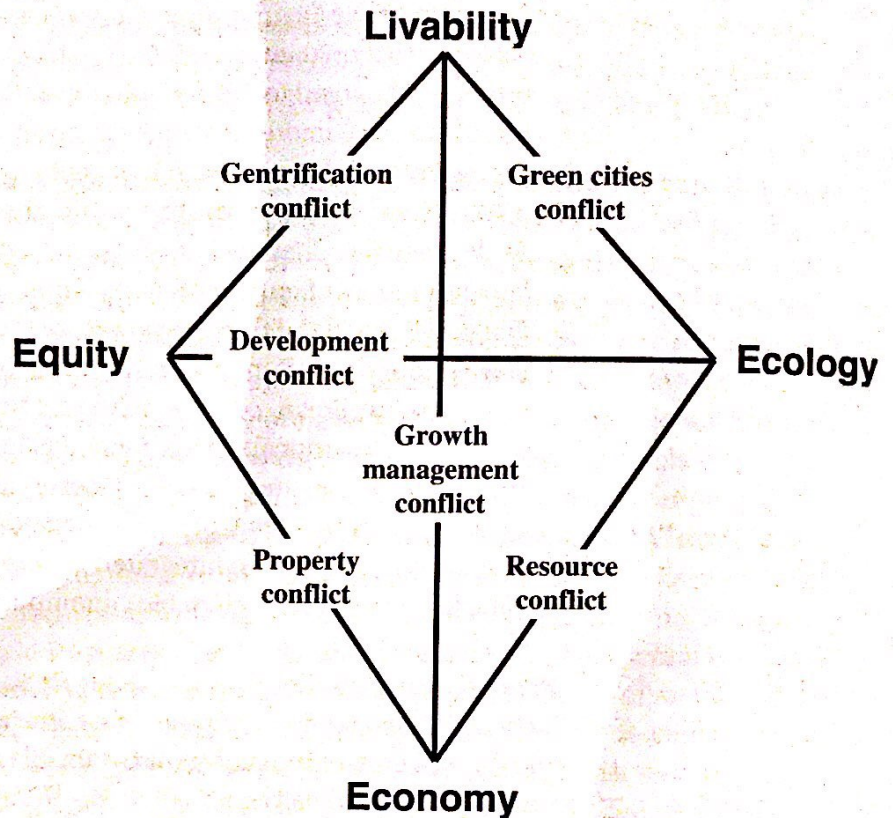 Livability
Gentrification
conflict
Green cities
conflict
Equity
Development
conflict
Ecology
Growth
management
conflict
Property
conflict
Resource
conflict
Economy